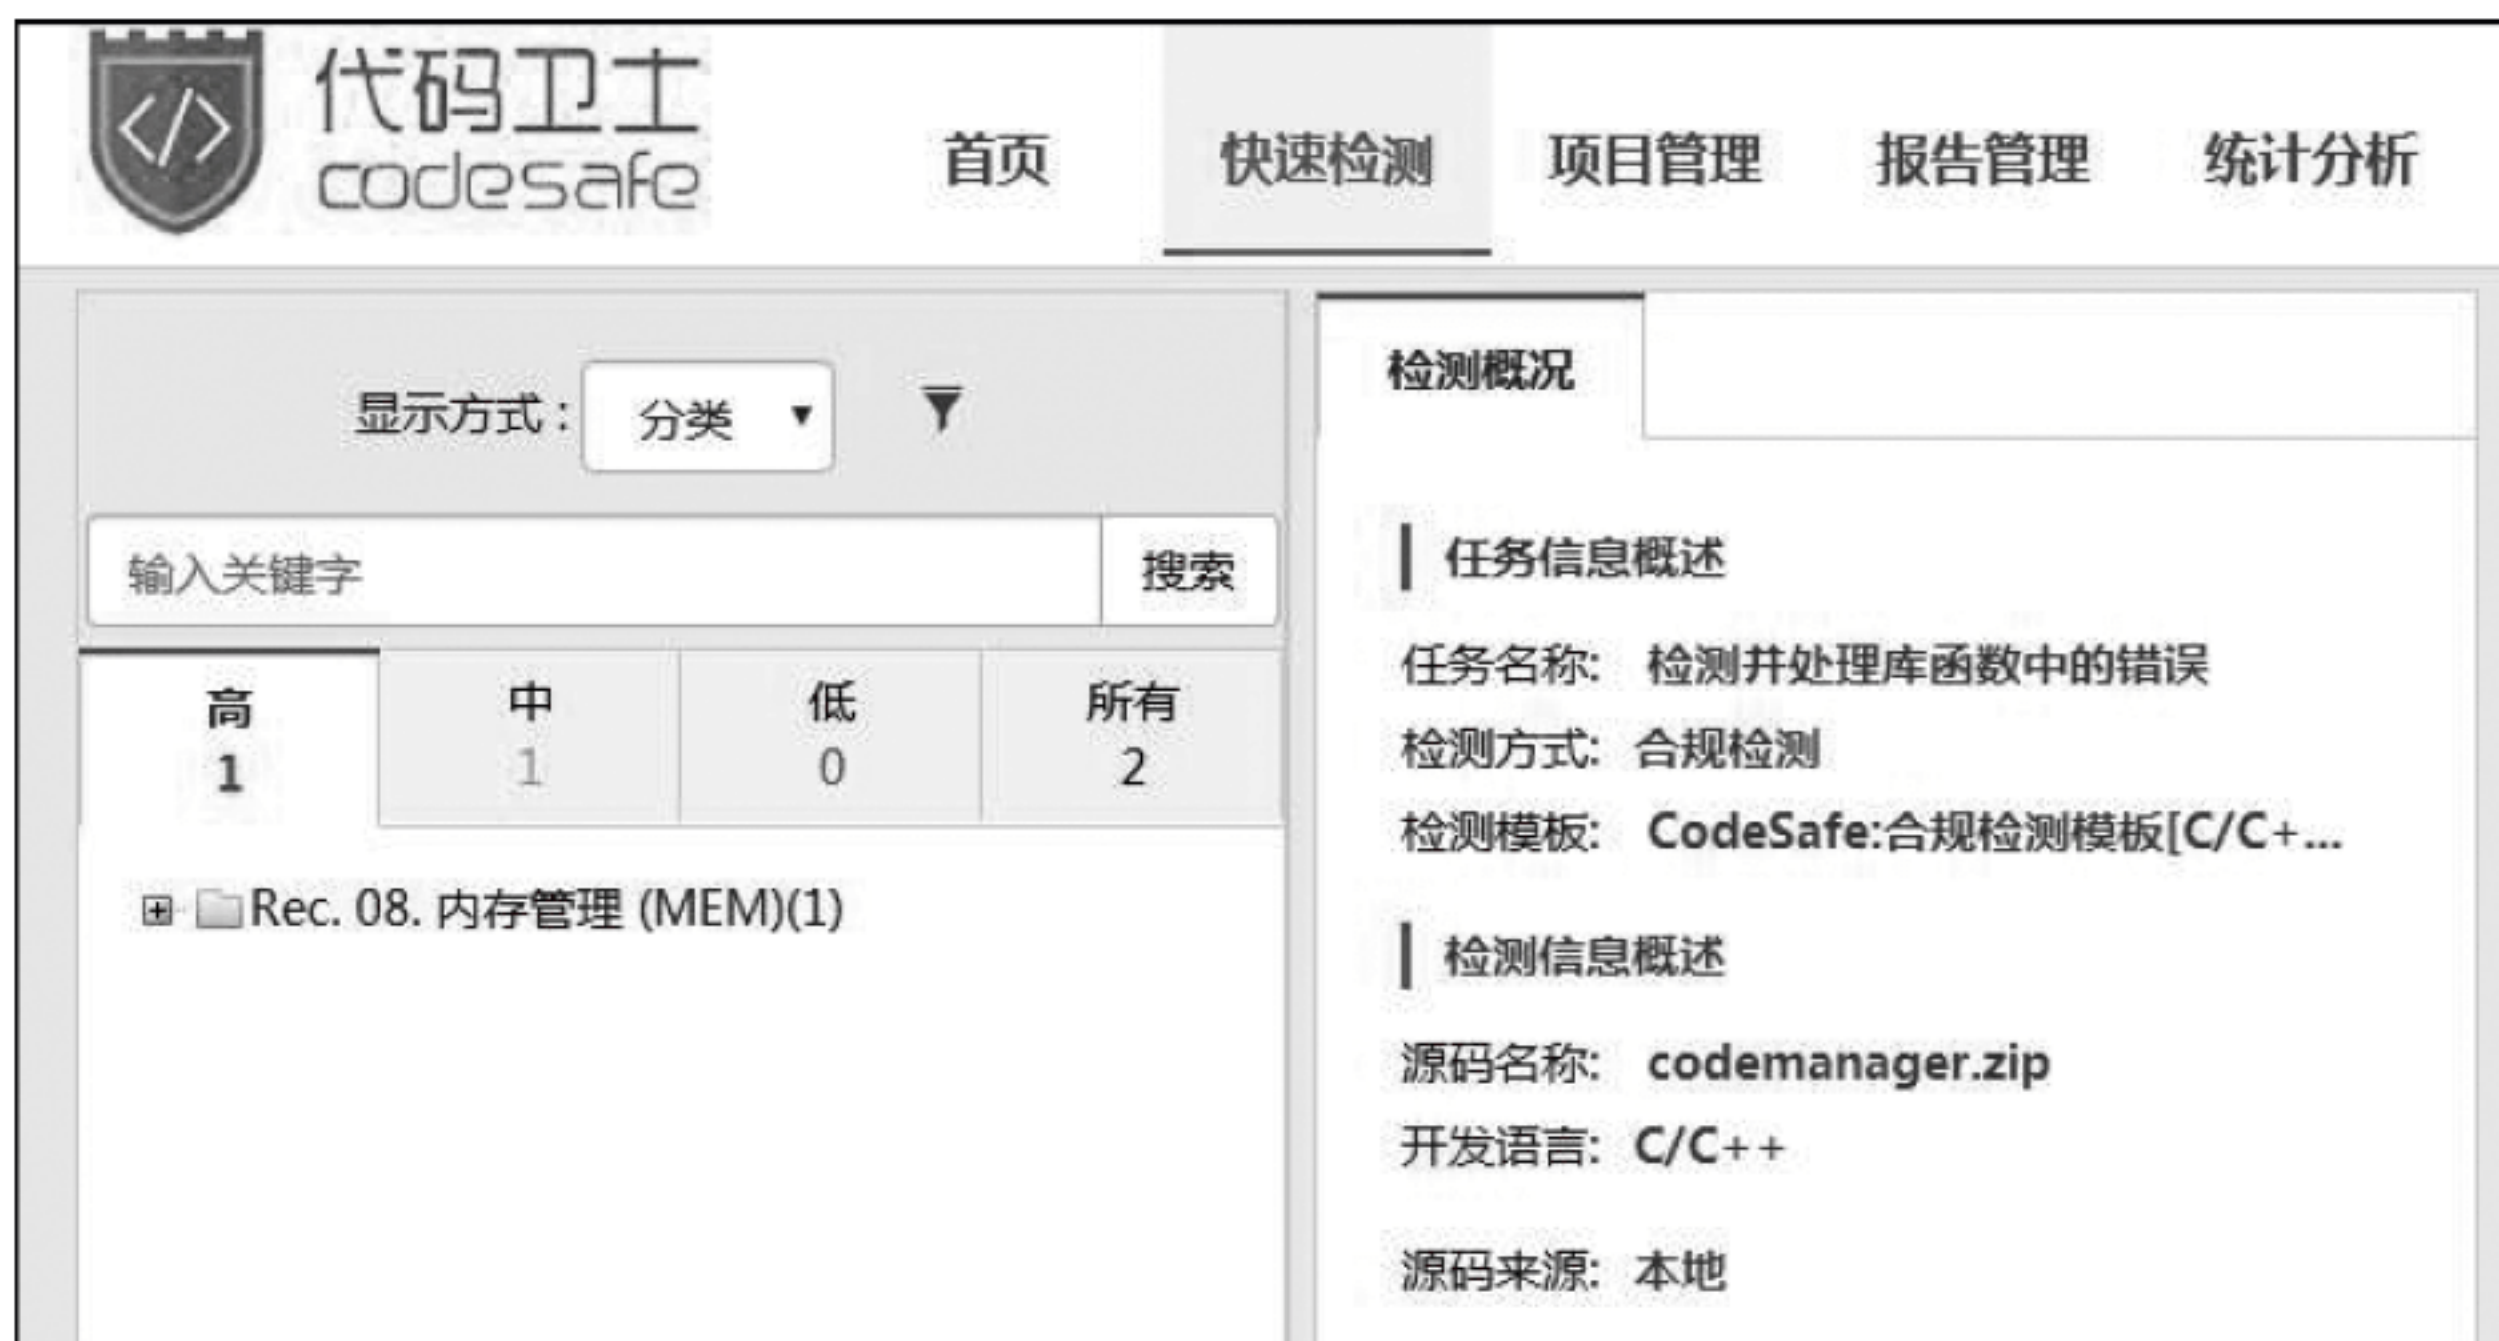 代码卫士
codesafe
首页 快速检测 项目管理 报告管理 统计分析
显示方式： 分类
输入关键字 搜索
高 中 低 所有
1 1 0 2
Rec. 08. 内存管理 (MEM)(1)
检测概况
任务信息概述
任务名称: 检测并处理库函数中的错误
检测方式: 合规检测
检测模板: CodeSafe:合规检测模板[C/C+...
检测信息概述
源码名称: codemanager.zip
开发语言: C/C++
源码来源: 本地